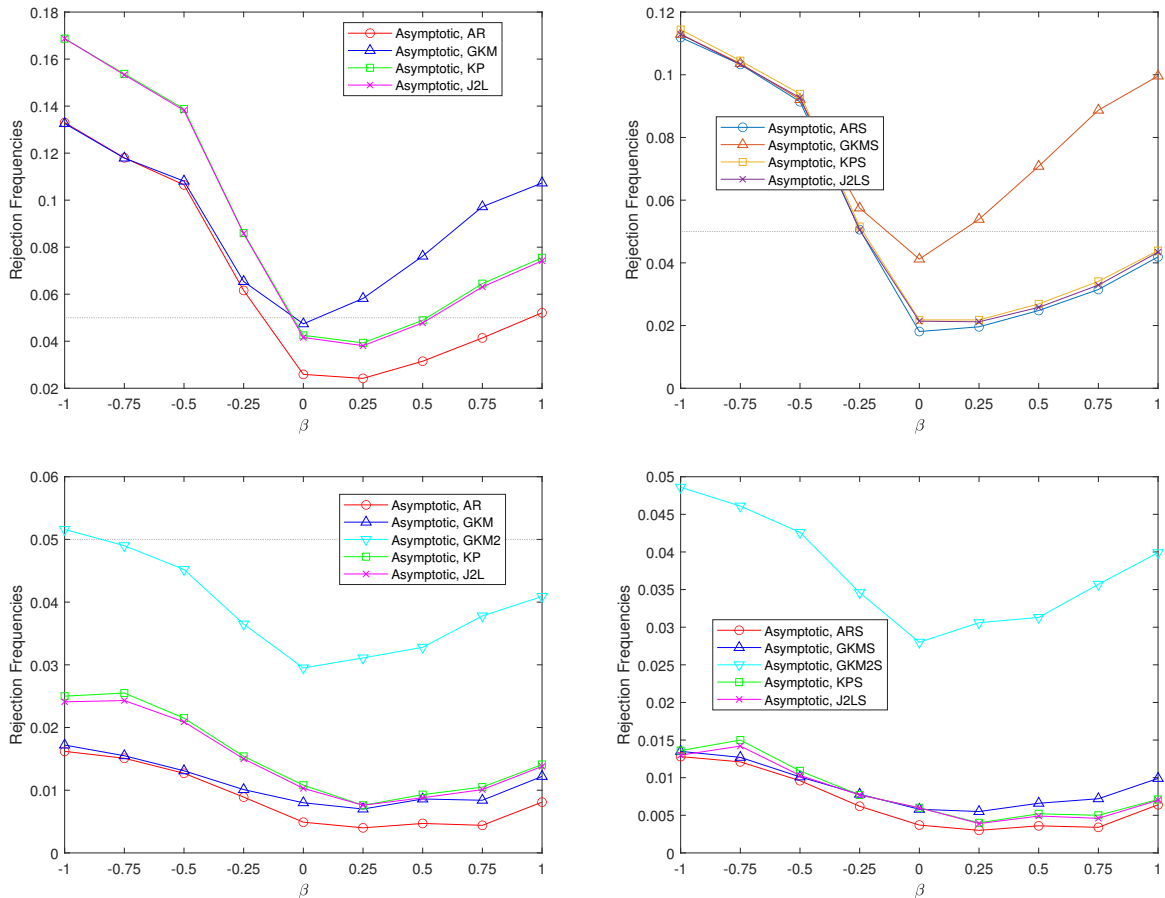 0.18
0.16
0.14
0.12
0.1
0.08
0.06
0.04
0.02
Rejection Frequencies
Asymptotic, AR
Asymptotic, GKM
Asymptotic, KP
Asymptotic, J2L
-1 -0.75 -0.5 -0.25 0 0.25 0.5 0.75 1
β
0.12
0.1
0.08
0.06
0.04
0.02
0
Rejection Frequencies
Asymptotic, ARS
Asymptotic, GKMS
Asymptotic, KPS
Asymptotic, J2LS
-1 -0.75 -0.5 -0.25 0 0.25 0.5 0.75 1
β
0.06
0.05
0.04
0.03
0.02
0.01
0
Rejection Frequencies
Asymptotic, AR
Asymptotic, GKM
Asymptotic, GKM2
Asymptotic, KP
Asymptotic, J2L
-1 -0.75 -0.5 -0.25 0 0.25 0.5 0.75 1
β
0.05
0.045
0.04
0.035
0.03
0.025
0.02
0.015
0.01
0.005
0
Rejection Frequencies
Asymptotic, ARS
Asymptotic, GKMS
Asymptotic, GKM2S
Asymptotic, KPS
Asymptotic, J2LS
-1 -0.75 -0.5 -0.25 0 0.25 0.5 0.75 1
β